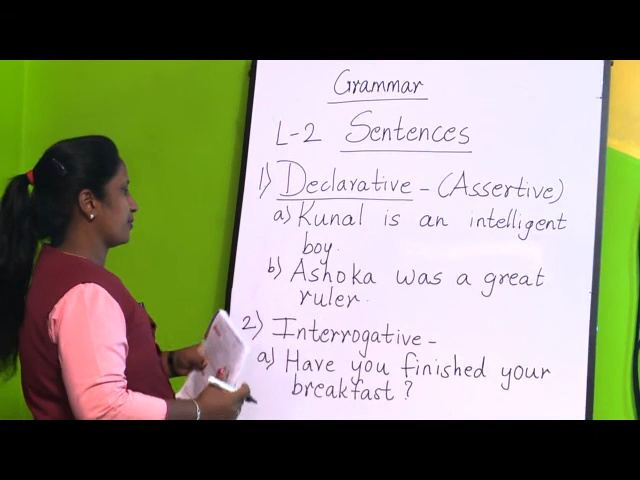 Grammar
L-2 Sentences
1) Declarative - (Assertive)
a) Kunal is an intelligent
boy.
b) Ashoka was a great
ruler.
2) Interrogative -
a) Have you finished your
breakfast?